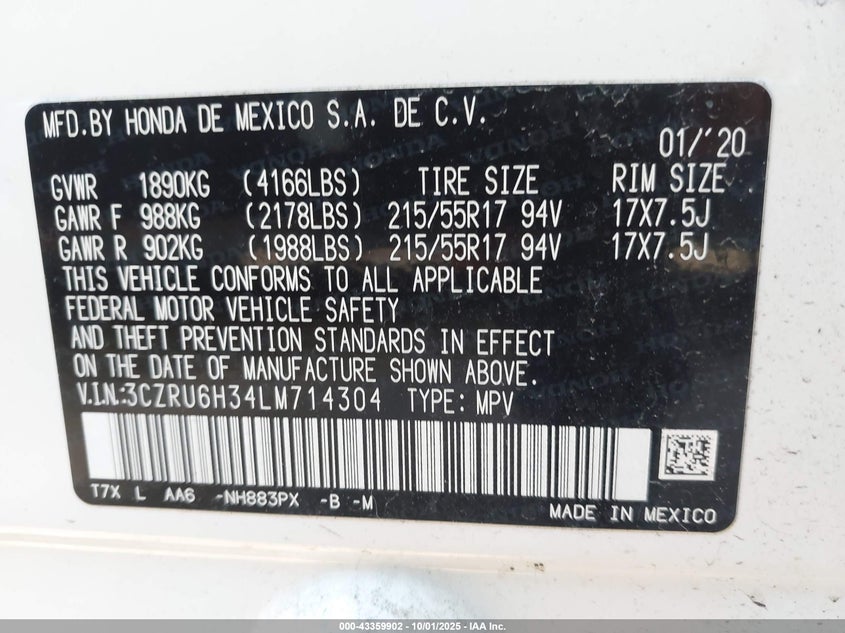 MFD.BY HONDA DE MEXICO S.A. DE C.V.
01/'20
GVWR 1890KG (4166LBS) TIRE SIZE RIM SIZE
GAWR F 988KG (2178LBS) 215/55R17 94V 17X7.5J
GAWR R 902KG (1988LBS) 215/55R17 94V 17X7.5J
THIS VEHICLE CONFORMS TO ALL APPLICABLE
FEDERAL MOTOR VEHICLE SAFETY
AND THEFT PREVENTION STANDARDS IN EFFECT
ON THE DATE OF MANUFACTURE SHOWN ABOVE.
V.I.N.:3CZRU6H34LM714304 TYPE: MPV
T7X L AA6 -NH883PX -B -M
MADE IN MEXICO
000-43359902 - 10/01/2025 - IAA Inc.